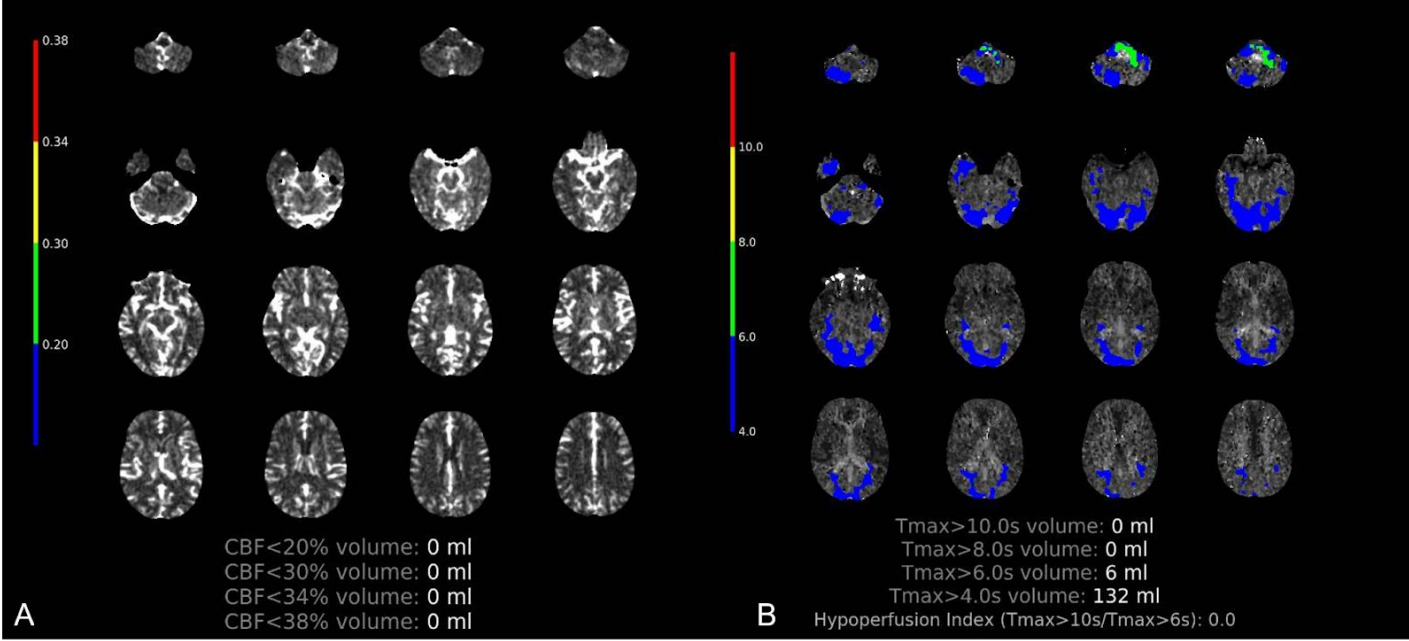 0.38
0.34
0.30
0.20
CBF<20% volume: 0 ml
CBF<30% volume: 0 ml
CBF<34% volume: 0 ml
CBF<38% volume: 0 ml
A
10.0
8.0
6.0
4.0
Tmax>10.0s volume: 0 ml
Tmax>8.0s volume: 0 ml
Tmax>6.0s volume: 6 ml
Tmax>4.0s volume: 132 ml
Hypoperfusion Index (Tmax>10s/Tmax>6s): 0.0
B